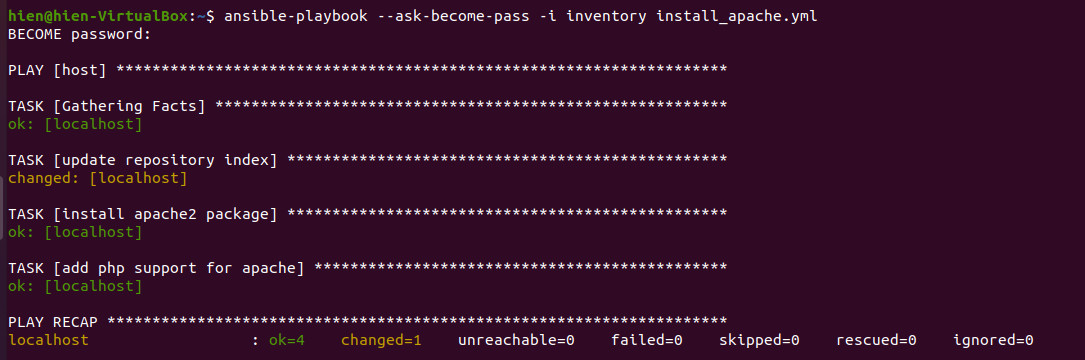 hien@hien-VirtualBox:~$ ansible-playbook --ask-become-pass -i inventory install_apache.yml
BECOME password:
PLAY [host] ********************************************************************
TASK [Gathering Facts] *********************************************************
ok: [localhost]
TASK [update repository index] *************************************************
changed: [localhost]
TASK [install apache2 package] *************************************************
ok: [localhost]
TASK [add php support for apache] **********************************************
ok: [localhost]
PLAY RECAP *********************************************************************
localhost                  : ok=4    changed=1    unreachable=0    failed=0    skipped=0    rescued=0    ignored=0